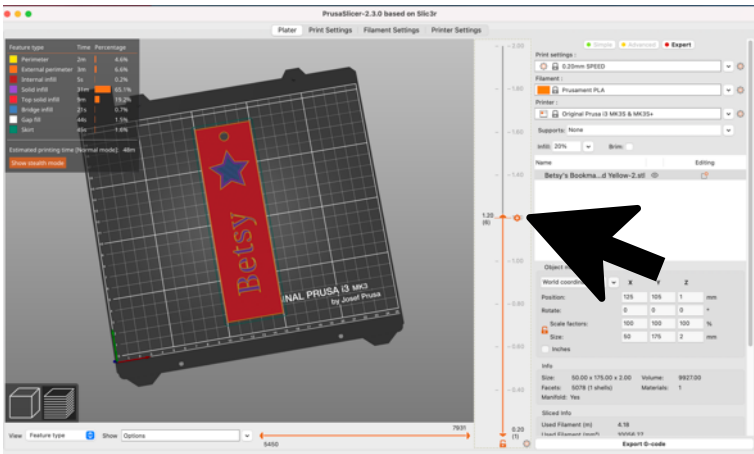 PrusaSlicer-2.3.0 based on Slic3r
Plater Print Settings Filament Settings Printer Settings
Feature type Time Percentage
Perimeter 2m 4.6%
External perimeter 3m 6.6%
Internal infill 5s 0.2%
Solid infill 31m 65.1%
Top solid infill 9m 19.2%
Bridge infill 21s 0.7%
Gap fill 44s 1.5%
Skirt 45s 1.6%
Estimated printing time [Normal mode]: 48m
Show stealth mode
Betsy
INAL PRUSA i3 MK3
by Josef Prusa
View Feature type Show Options
5450
7931
2.00
1.80
1.60
1.40
1.20
(6)
1.00
0.80
0.60
0.40
0.20
(1)
Simple Advanced Expert
Print settings :
0.20mm SPEED
Filament :
Prusament PLA
Printer :
Original Prusa i3 MK3S & MK3S+
Supports: None
Infill: 20% Brim:
Name Editing
Betsy's Bookma...d Yellow-2.stl
Object
World coordin
X Y Z
Position: 125 105 1 mm
Rotate: 0 0 0 °
Scale factors: 100 100 100 %
Size: 50 175 2 mm
Inches
Info
Size: 50.00 x 175.00 x 2.00 Volume: 9927.00
Facets: 5078 (1 shells) Materials: 1
Manifold: Yes
Sliced Info
Used Filament (m) 4.18
Export G-code